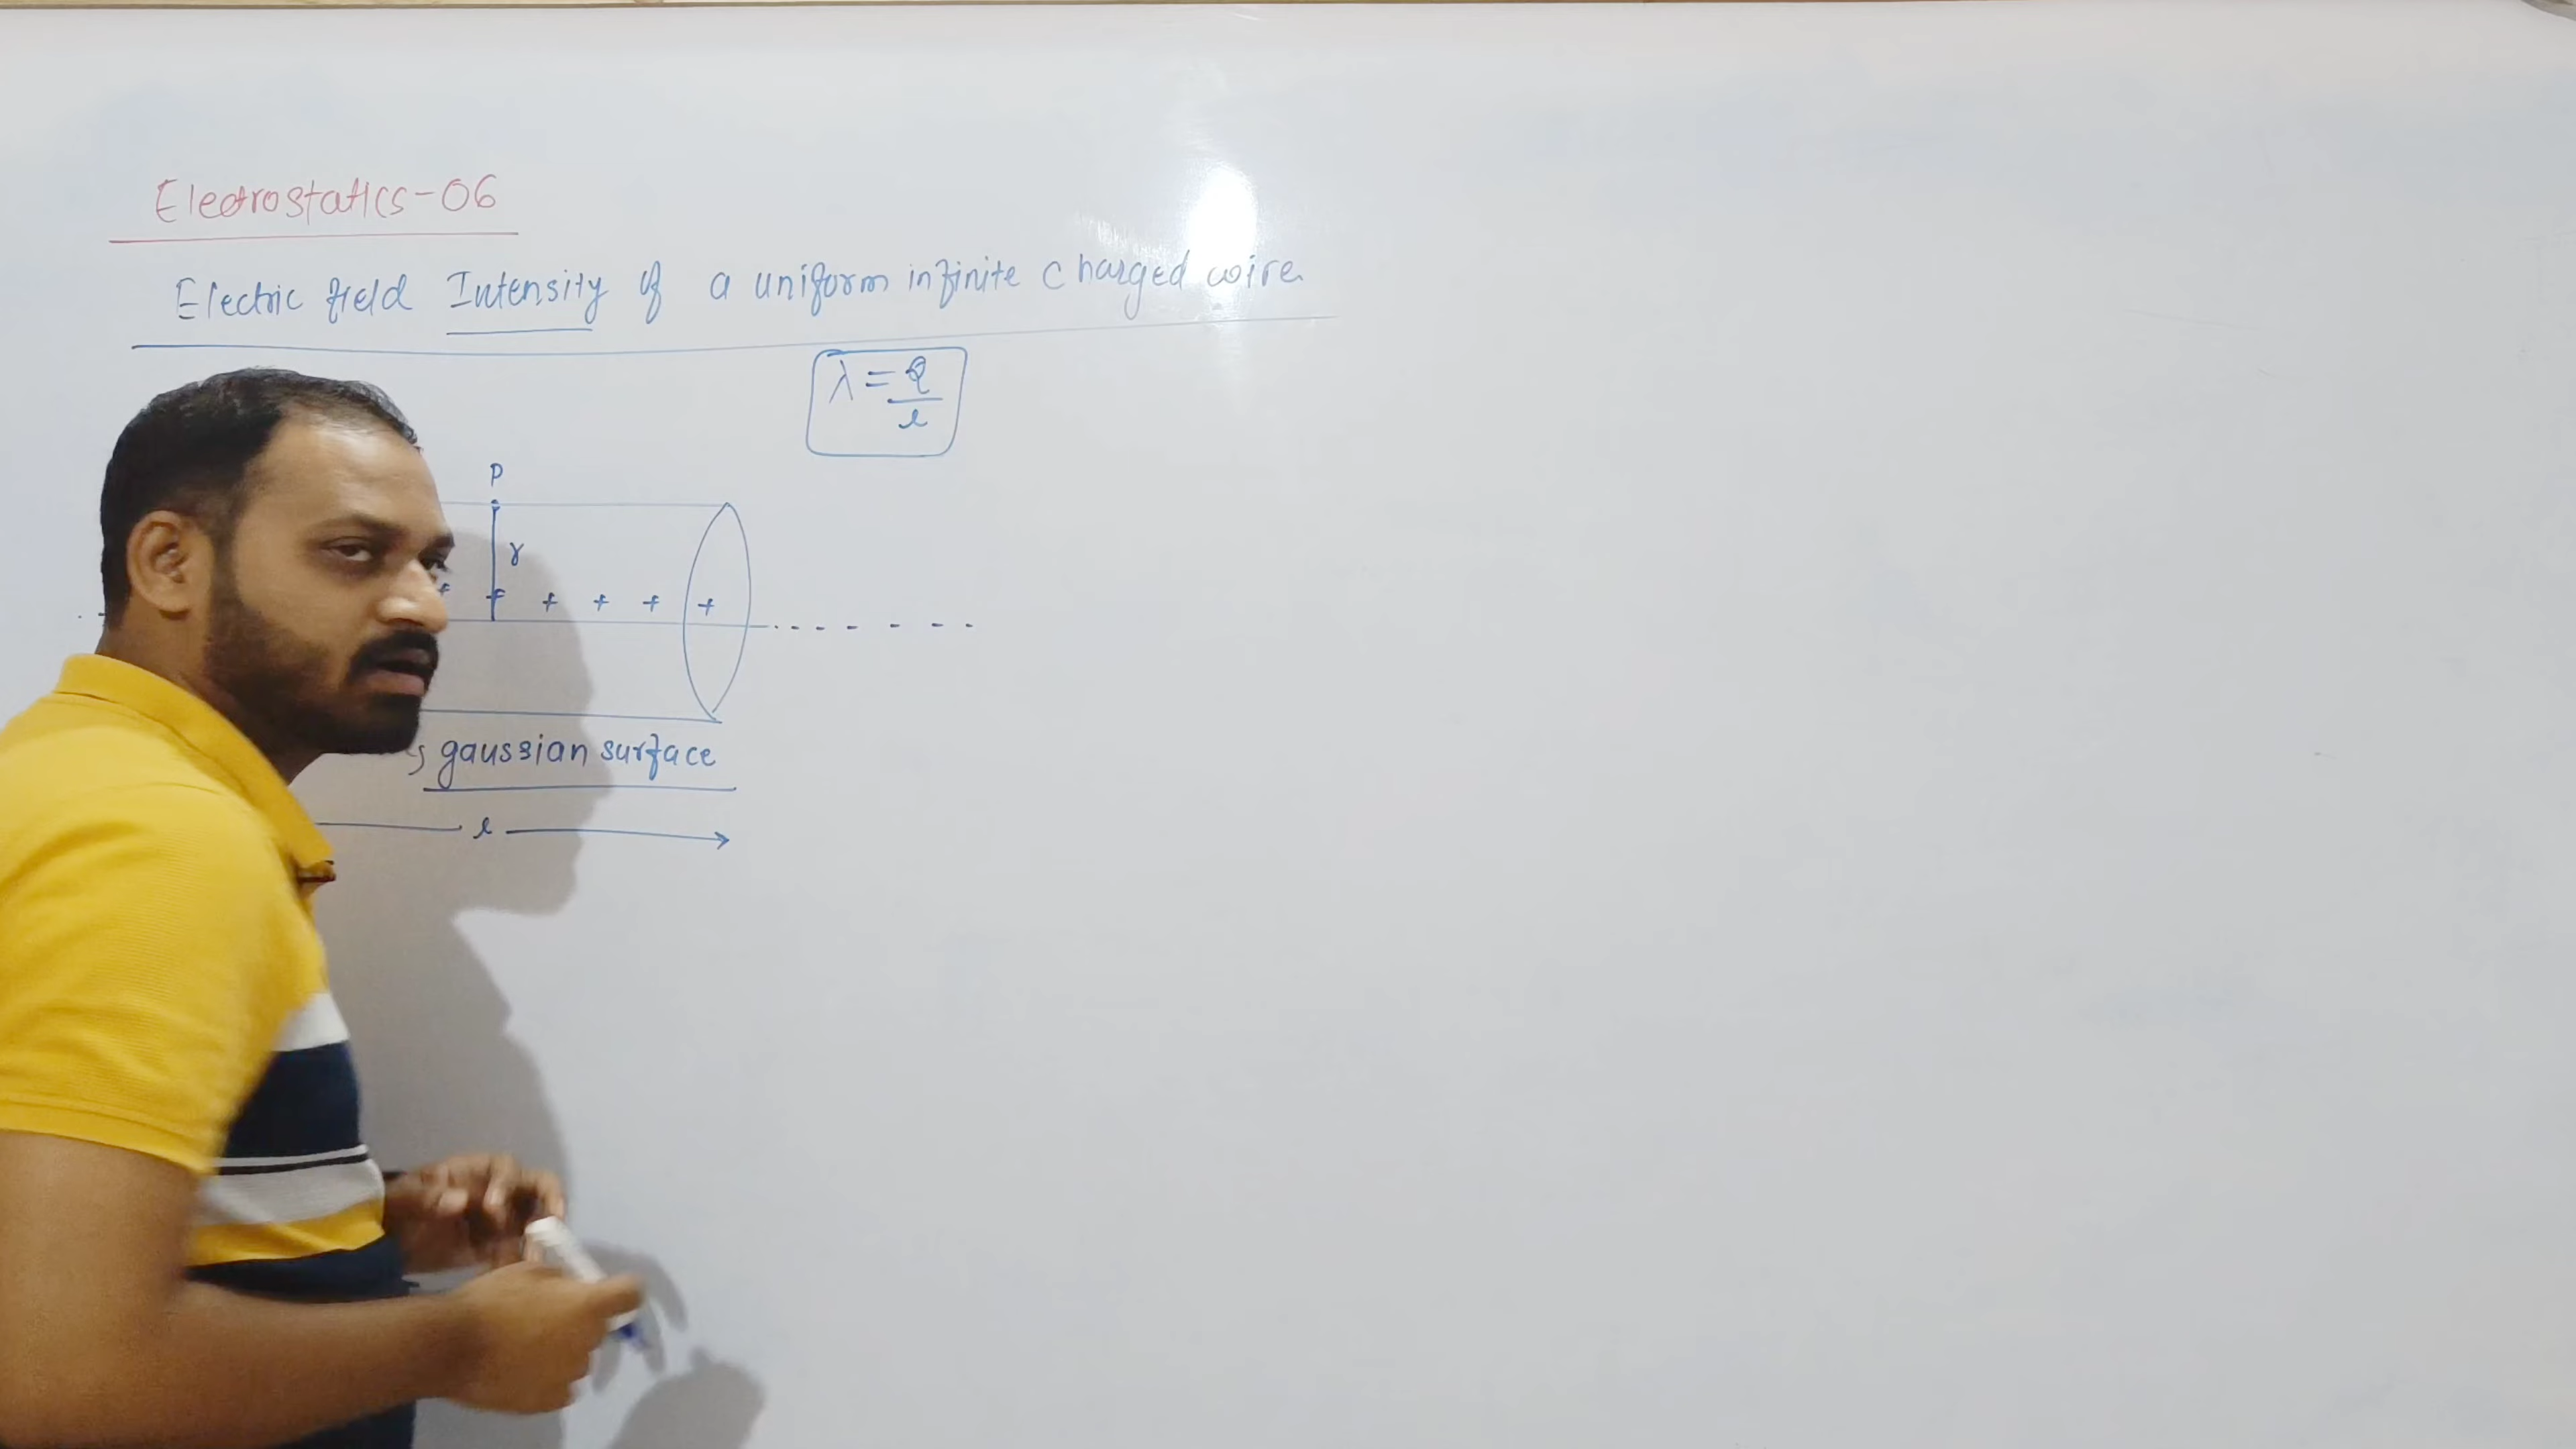 Electrostatics-06
Electric field Intensity of a uniform infinite charged wire.
λ = Q
l
P
r
+ + + + + +
gaussian surface
l